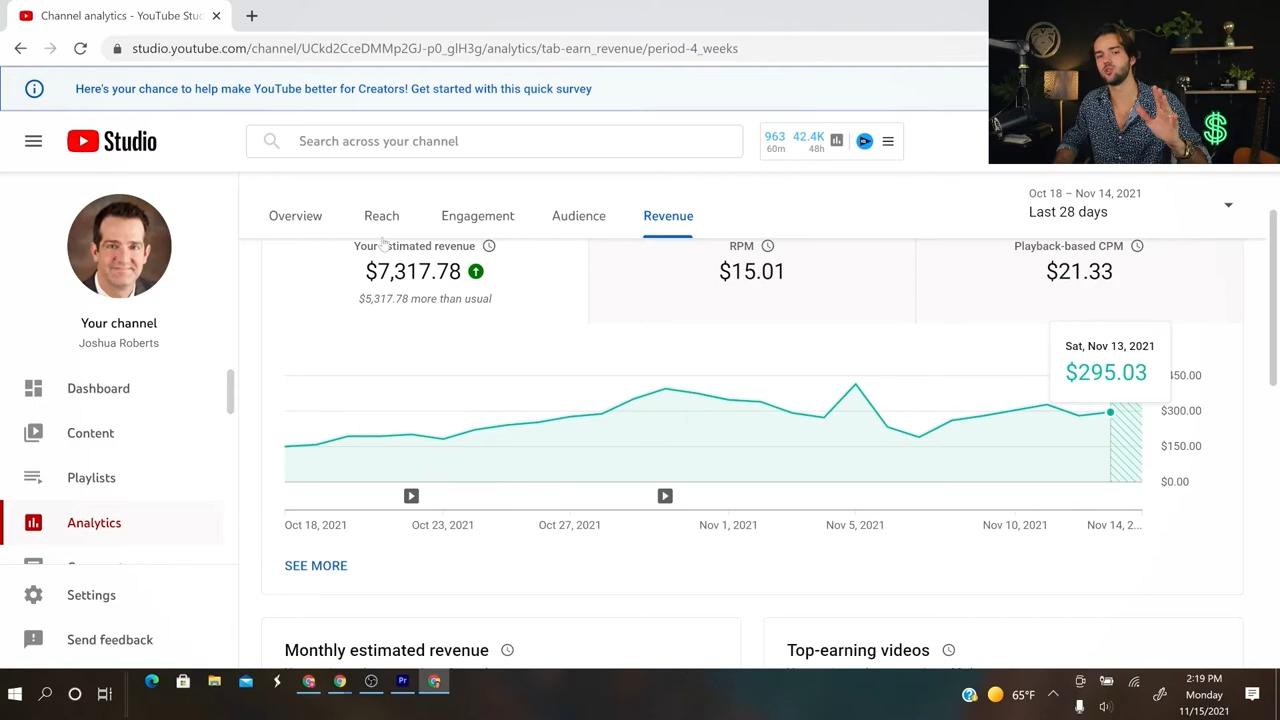 Channel analytics - YouTube Stud
studio.youtube.com/channel/UCkd2CceDMMp2GJ-p0_glH3g/analytics/tab-earn_revenue/period-4_weeks
Here's your chance to help make YouTube better for Creators! Get started with this quick survey
Studio
Search across your channel
963 42.4K
60m 48h
Your channel
Joshua Roberts
Dashboard
Content
Playlists
Analytics
Settings
Send feedback
Overview Reach Engagement Audience Revenue
Oct 18 – Nov 14, 2021
Last 28 days
Your estimated revenue
$7,317.78
$5,317.78 more than usual
RPM
$15.01
Playback-based CPM
$21.33
Sat, Nov 13, 2021
$295.03
$450.00
$300.00
$150.00
$0.00
Oct 18, 2021 Oct 23, 2021 Oct 27, 2021 Nov 1, 2021 Nov 5, 2021 Nov 10, 2021 Nov 14, 2...
SEE MORE
Monthly estimated revenue
Top-earning videos
Pr
65°F
2:19 PM
Monday
11/15/2021